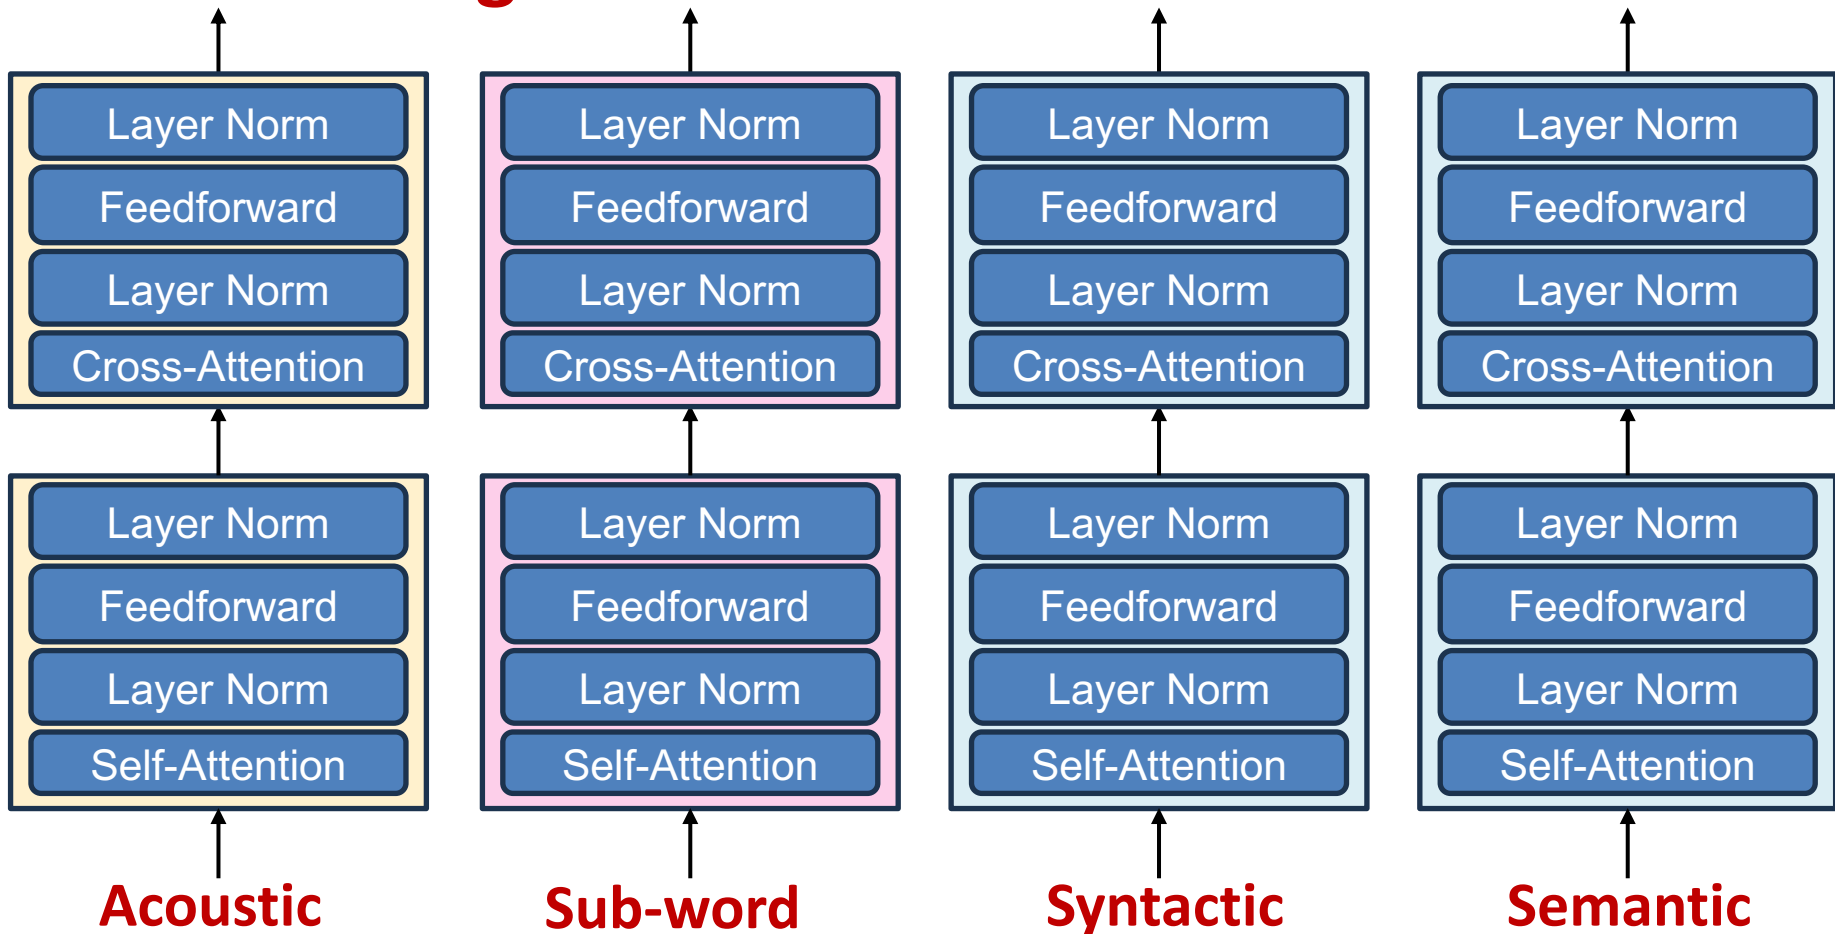 Layer Norm Layer Norm Layer Norm Layer Norm
Feedforward Feedforward Feedforward Feedforward
Layer Norm Layer Norm Layer Norm Layer Norm
Cross-Attention Cross-Attention Cross-Attention Cross-Attention
Layer Norm Layer Norm Layer Norm Layer Norm
Feedforward Feedforward Feedforward Feedforward
Layer Norm Layer Norm Layer Norm Layer Norm
Self-Attention Self-Attention Self-Attention Self-Attention
Acoustic Sub-word Syntactic Semantic